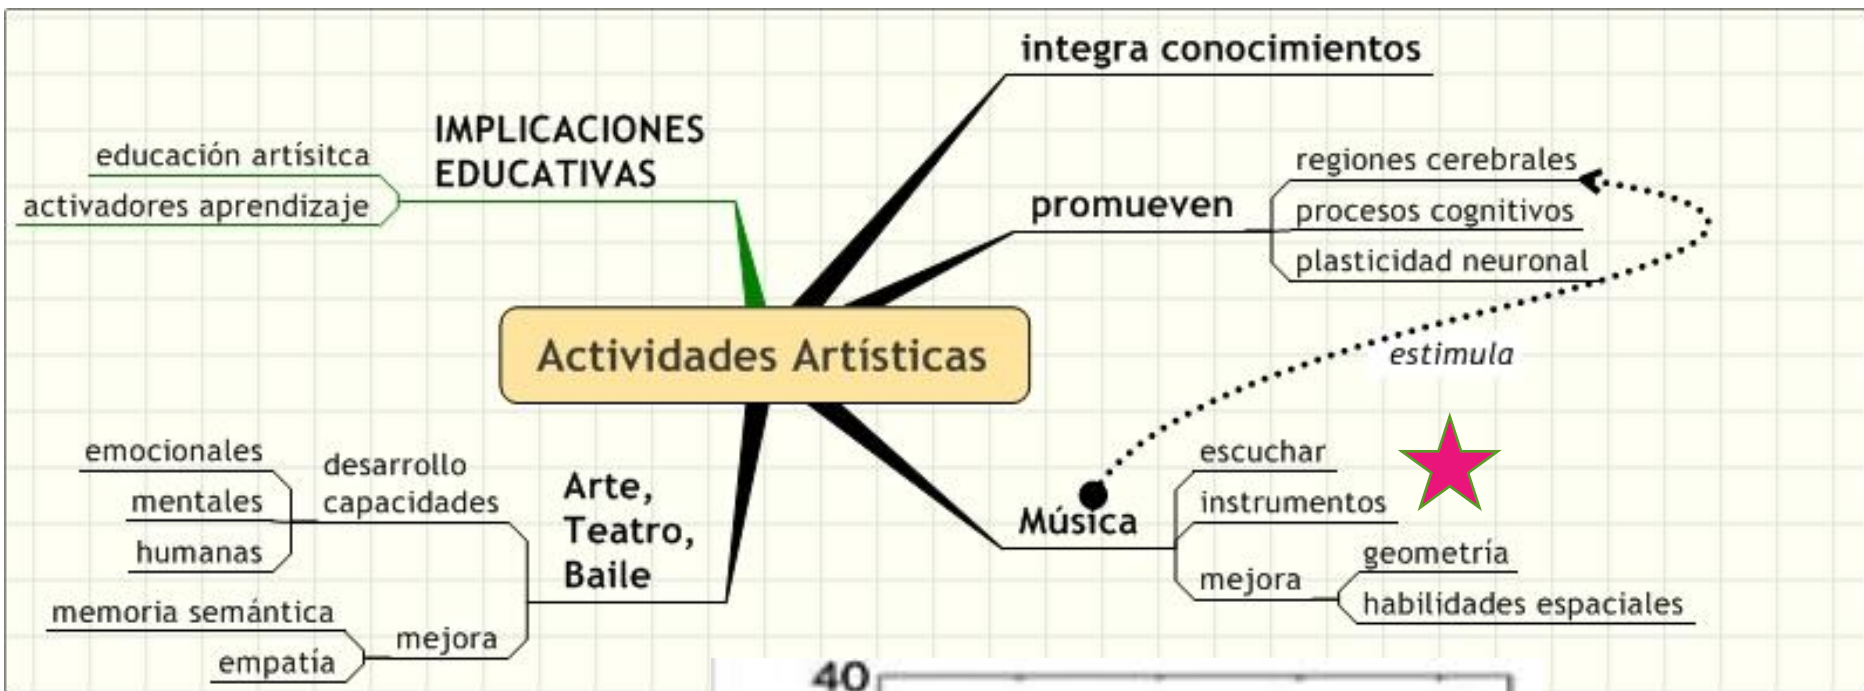 integra conocimientos
IMPLICACIONES
EDUCATIVAS
educación artísitca
activadores aprendizaje
promueven
regiones cerebrales
procesos cognitivos
plasticidad neuronal
Actividades Artísticas
estimula
Arte,
Teatro,
Baile
desarrollo
capacidades
emocionales
mentales
humanas
mejora
memoria semántica
empatía
Música
escuchar
instrumentos
mejora
geometría
habilidades espaciales
40